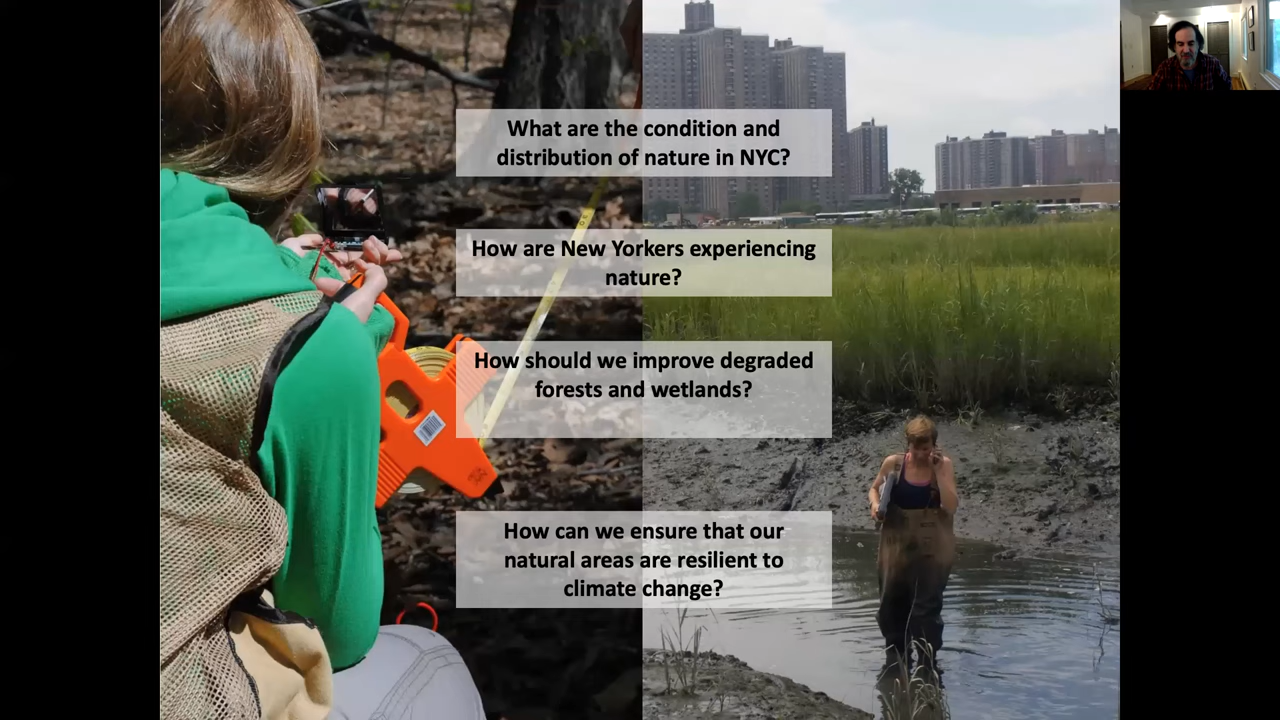 What are the condition and
distribution of nature in NYC?
How are New Yorkers experiencing
nature?
How should we improve degraded
forests and wetlands?
How can we ensure that our
natural areas are resilient to
climate change?